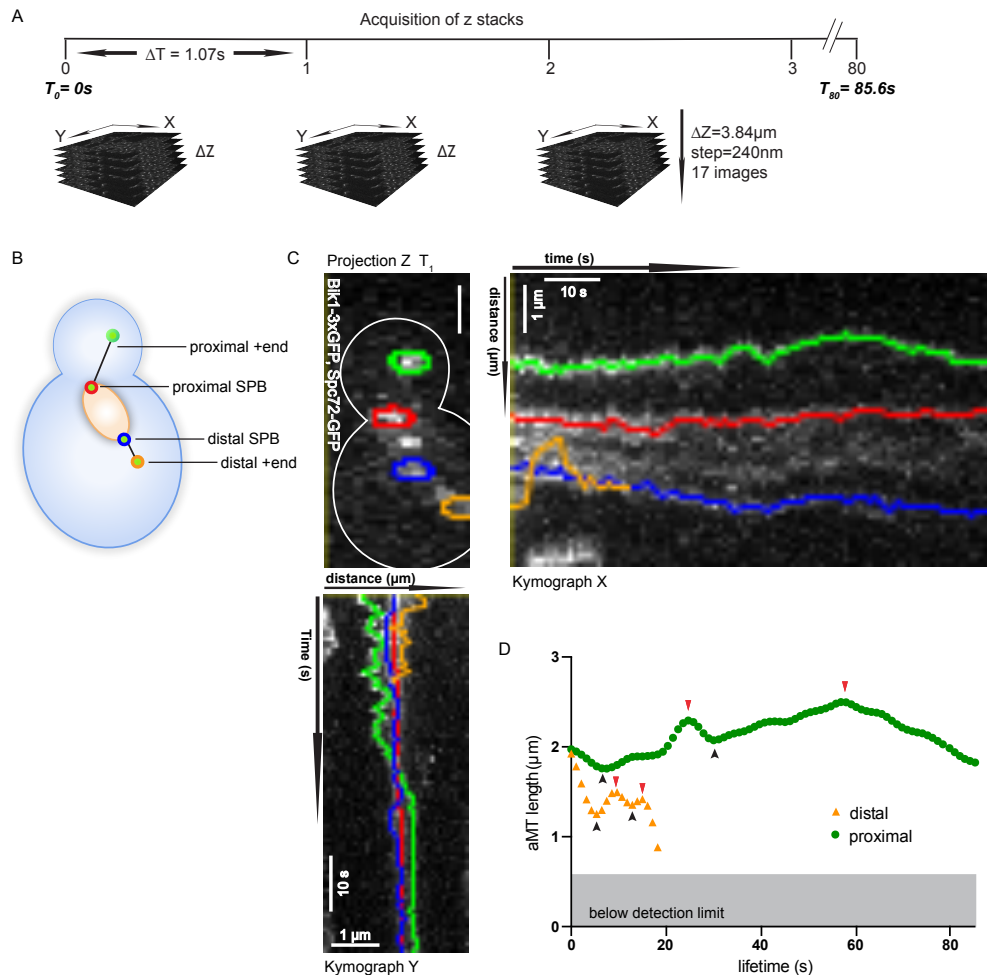 A
Acquisition of z stacks
ΔT = 1.07s
0 1 2 3 80
T0= 0s T80= 85.6s
Y X ΔZ
Y X ΔZ
Y X
ΔZ=3.84µm
step=240nm
17 images
B
proximal +end
proximal SPB
distal SPB
distal +end
C
Projection Z T1
Bik1-3xGFP Spc72-GFP
time (s)
distance (µm)
1 µm
10 s
Kymograph X
distance (µm)
Time (s)
10 s
1 µm
Kymograph Y
D
3
2
1
0
aMT length (µm)
distal
proximal
below detection limit
0 20 40 60 80
lifetime (s)